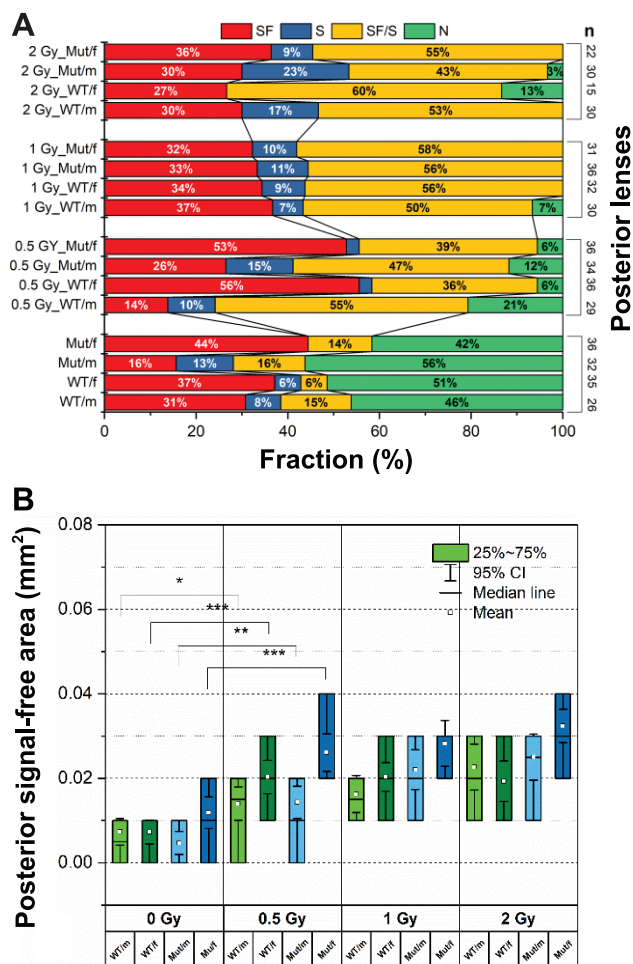 A
SF S SF/S N n
2 Gy_Mut/f 36% 9% 55% 22
2 Gy_Mut/m 30% 23% 43% 3% 30
2 Gy_WT/f 27% 60% 13% 15
2 Gy_WT/m 30% 17% 53% 30
1 Gy_Mut/f 32% 10% 58% 31
1 Gy_Mut/m 33% 11% 56% 36
1 Gy_WT/f 34% 9% 56% 32
1 Gy_WT/m 37% 7% 50% 7% 30
0.5 GY_Mut/f 53% 39% 6% 36
0.5 Gy_Mut/m 26% 15% 47% 12% 34
0.5 Gy_WT/f 56% 36% 6% 36
0.5 Gy_WT/m 14% 10% 55% 21% 29
Mut/f 44% 14% 42% 36
Mut/m 16% 13% 16% 56% 32
WT/f 37% 6% 6% 51% 35
WT/m 31% 8% 15% 46% 26
0 20 40 60 80 100
Fraction (%)
Posterior lenses
B
Posterior signal-free area (mm²)
0.08
0.06
0.04
0.02
0.00
25%~75%
95% CI
Median line
Mean
*
***
**
***
0 Gy 0.5 Gy 1 Gy 2 Gy
WT/m WT/f Mut/m Mut/f WT/m WT/f Mut/m Mut/f WT/m WT/f Mut/m Mut/f WT/m WT/f Mut/m Mut/f